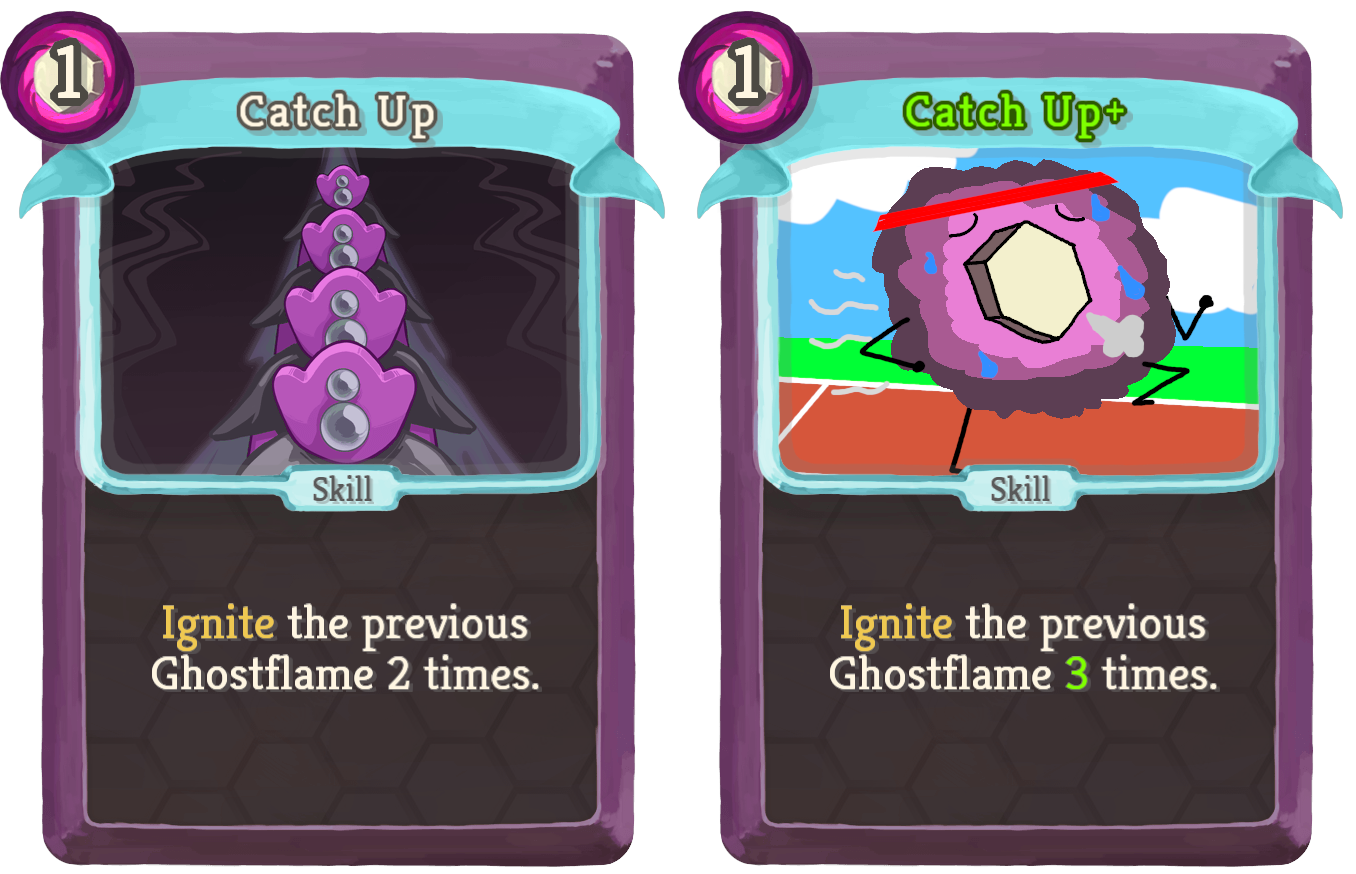 1
Catch Up
Skill
Ignite the previous
Ghostflame 2 times.
1
Catch Up+
Skill
Ignite the previous
Ghostflame 3 times.